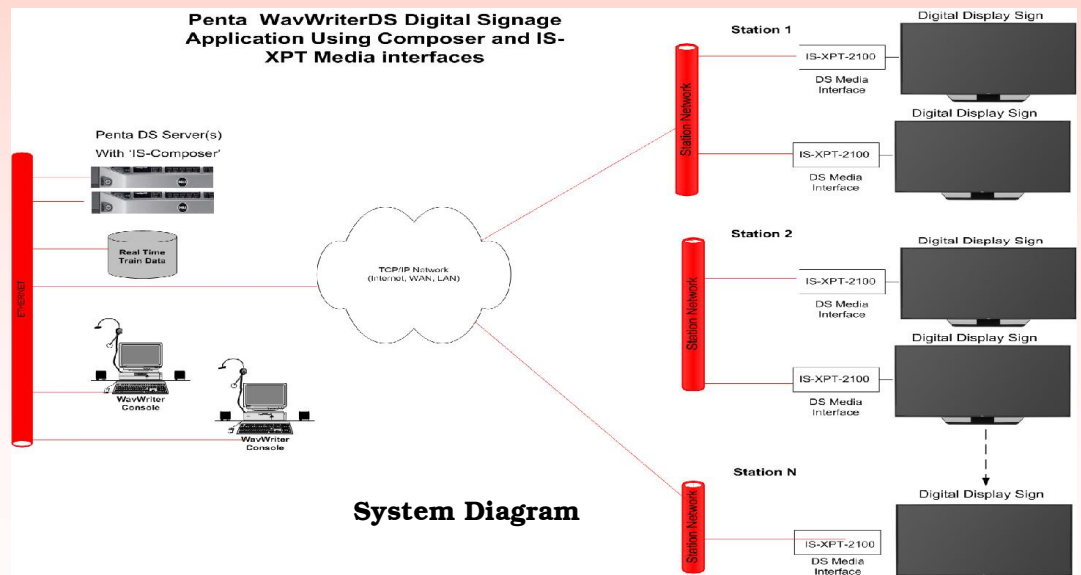 Penta WavWriterDS Digital Signage
Application Using Composer and IS-
XPT Media interfaces
Penta DS Server(s)
With 'IS-Composer'
ETHERNET
Real Time
Train Data
WavWriter
Console
WavWriter
Console
TCP/IP Network
(Internet, WAN, LAN)
System Diagram
Station 1
Station Network
IS-XPT-2100
DS Media
Interface
Digital Display Sign
IS-XPT-2100
DS Media
Interface
Digital Display Sign
Station 2
Station Network
IS-XPT-2100
DS Media
Interface
Digital Display Sign
IS-XPT-2100
DS Media
Interface
Digital Display Sign
Station N
Station Network
IS-XPT-2100
DS Media
Interface
Digital Display Sign